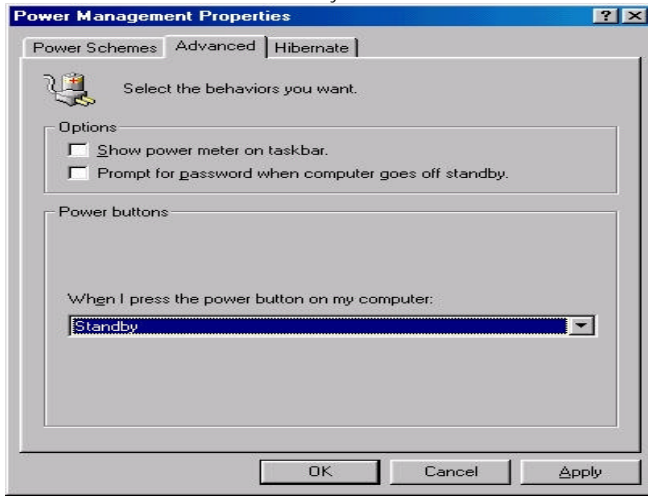 Power Management Properties
Power Schemes Advanced Hibernate
Select the behaviors you want.
Options
Show power meter on taskbar.
Prompt for password when computer goes off standby.
Power buttons
When I press the power button on my computer:
Standby
OK Cancel Apply